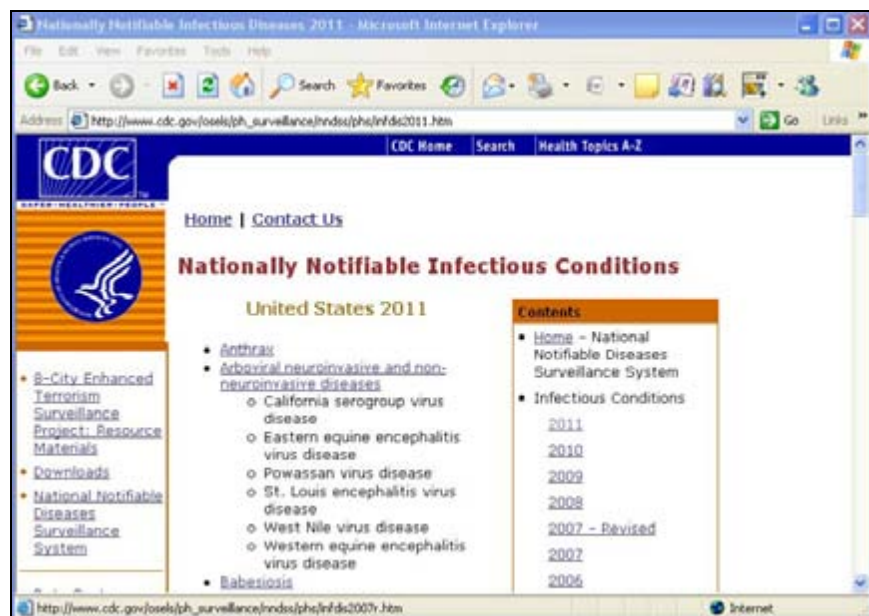 Nationally Notifiable Infectious Diseases 2011 - Microsoft Internet Explorer
File Edit View Favorites Tools Help
Back Search Favorites
Address http://www.cdc.gov/osels/ph_surveillance/nndss/phs/infdis2011.htm Go Links »
CDC Home Search Health Topics A-Z
CDC
TM
SAFER·HEALTHIER·PEOPLE
Home | Contact Us
Nationally Notifiable Infectious Conditions
United States 2011
• Anthrax
• Arboviral neuroinvasive and non-
neuroinvasive diseases
o California serogroup virus
disease
o Eastern equine encephalitis
virus disease
o Powassan virus disease
o St. Louis encephalitis virus
disease
o West Nile virus disease
o Western equine encephalitis
virus disease
• Babesiosis
Contents
• Home - National
Notifiable Diseases
Surveillance System
• Infectious Conditions
2011
2010
2009
2008
2007 - Revised
2007
2006
• B-City Enhanced
Terrorism
Surveillance
Project: Resource
Materials
• Downloads
• National Notifiable
Diseases
Surveillance
System
http://www.cdc.gov/osels/ph_surveillance/nndss/phs/infdis2007r.htm Internet